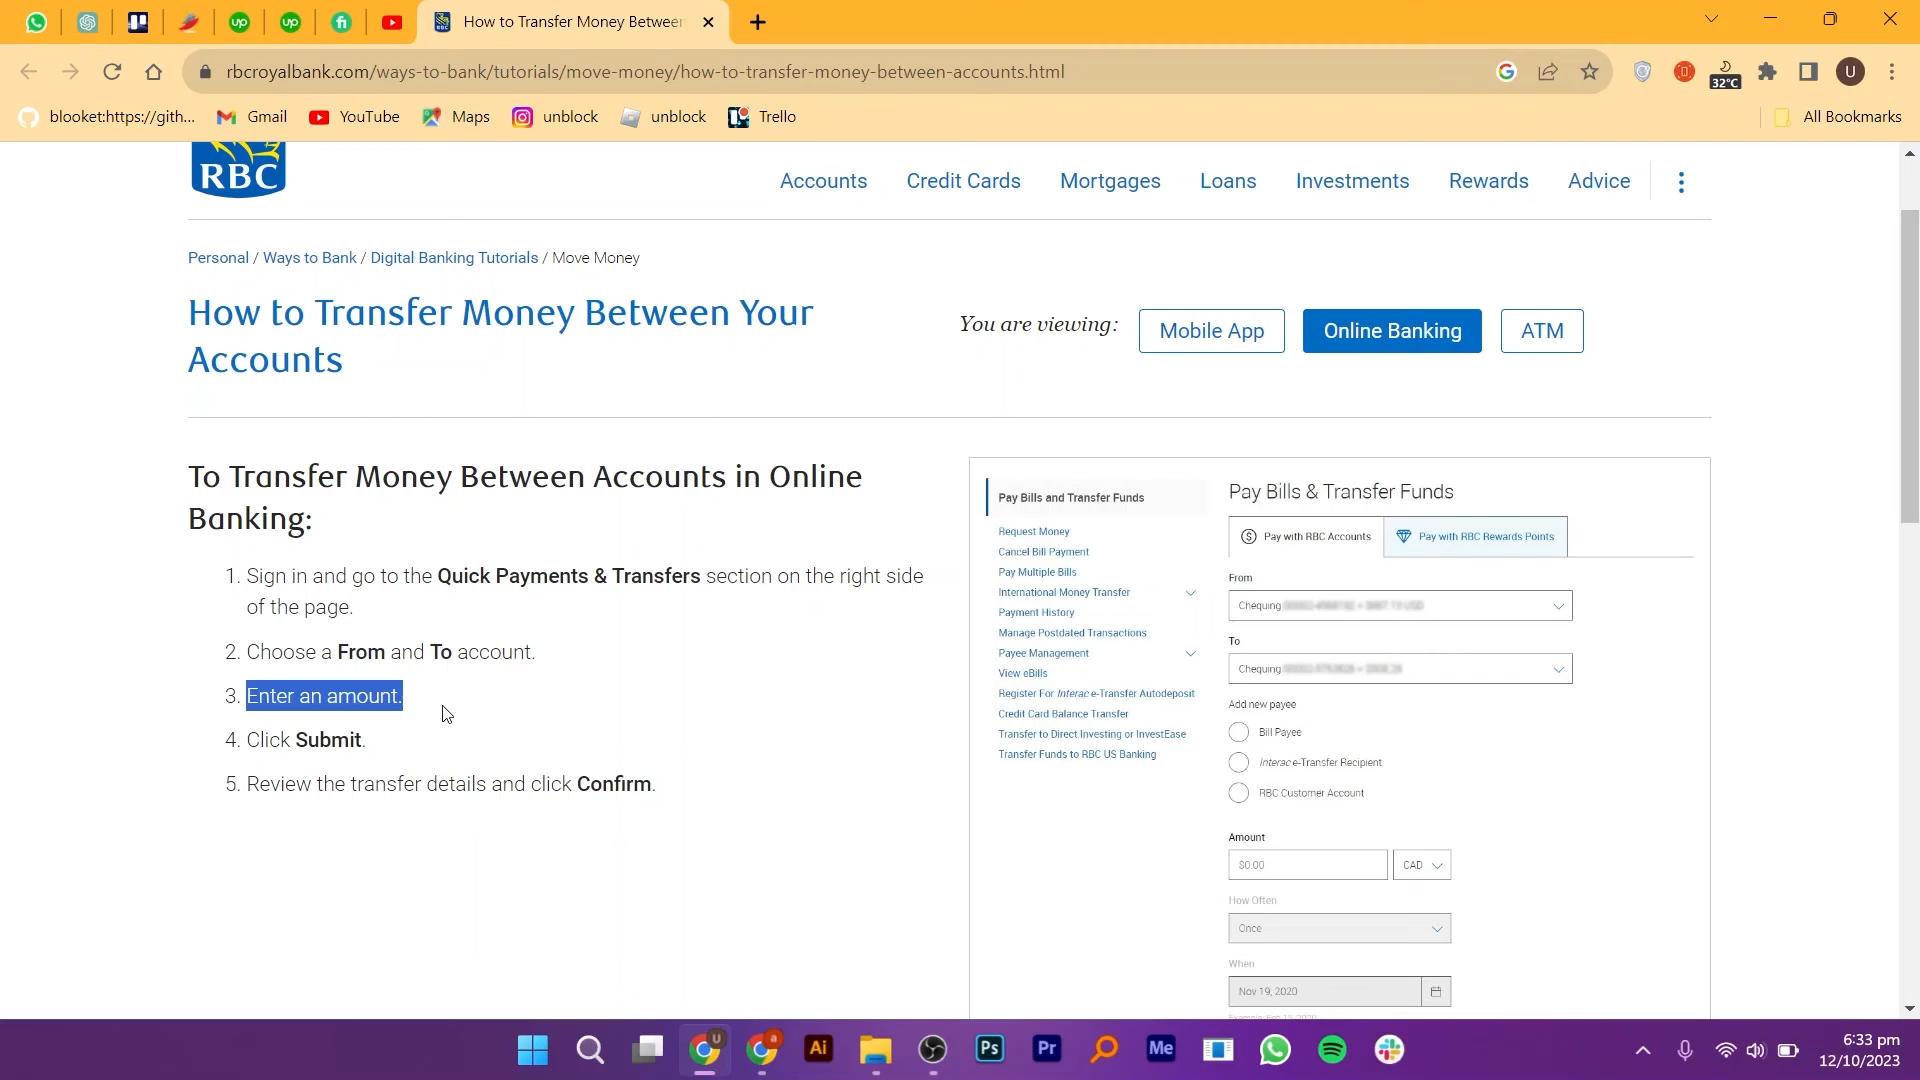 How to Transfer Money Between
rbcroyalbank.com/ways-to-bank/tutorials/move-money/how-to-transfer-money-between-accounts.html
32°C
U
blooket:https://gith...
Gmail
YouTube
Maps
unblock
unblock
Trello
All Bookmarks
RBC
Accounts
Credit Cards
Mortgages
Loans
Investments
Rewards
Advice
Personal / Ways to Bank / Digital Banking Tutorials / Move Money
How to Transfer Money Between Your
Accounts
You are viewing:
Mobile App
Online Banking
ATM
To Transfer Money Between Accounts in Online
Banking:
1. Sign in and go to the Quick Payments & Transfers section on the right side
of the page.
2. Choose a From and To account.
3. Enter an amount.
4. Click Submit.
5. Review the transfer details and click Confirm.
Pay Bills and Transfer Funds
Request Money
Cancel Bill Payment
Pay Multiple Bills
International Money Transfer
Payment History
Manage Postdated Transactions
Payee Management
View eBills
Register For Interac e-Transfer Autodeposit
Credit Card Balance Transfer
Transfer to Direct Investing or InvestEase
Transfer Funds to RBC US Banking
Pay Bills & Transfer Funds
Pay with RBC Accounts
Pay with RBC Rewards Points
From
Chequing
To
Chequing
Add new payee
Bill Payee
Interac e-Transfer Recipient
RBC Customer Account
Amount
$0.00
CAD
How Often
Once
When
Nov 19, 2020
Ai
Ps
Pr
Me
6:33 pm
12/10/2023